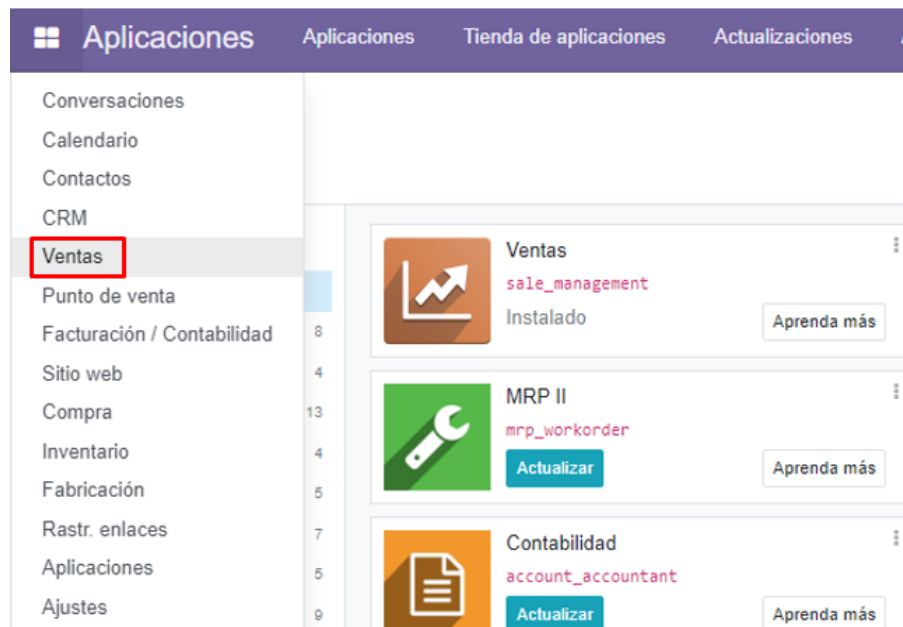 Aplicaciones
Aplicaciones
Tienda de aplicaciones
Actualizaciones
Conversaciones
Calendario
Contactos
CRM
Ventas
Punto de venta
Facturación / Contabilidad
Sitio web
Compra
Inventario
Fabricación
Rastr. enlaces
Aplicaciones
Ajustes
8
4
13
4
5
7
5
9
Ventas
sale_management
Instalado
Aprenda más
MRP II
mrp_workorder
Actualizar
Aprenda más
Contabilidad
account_accountant
Actualizar
Aprenda más